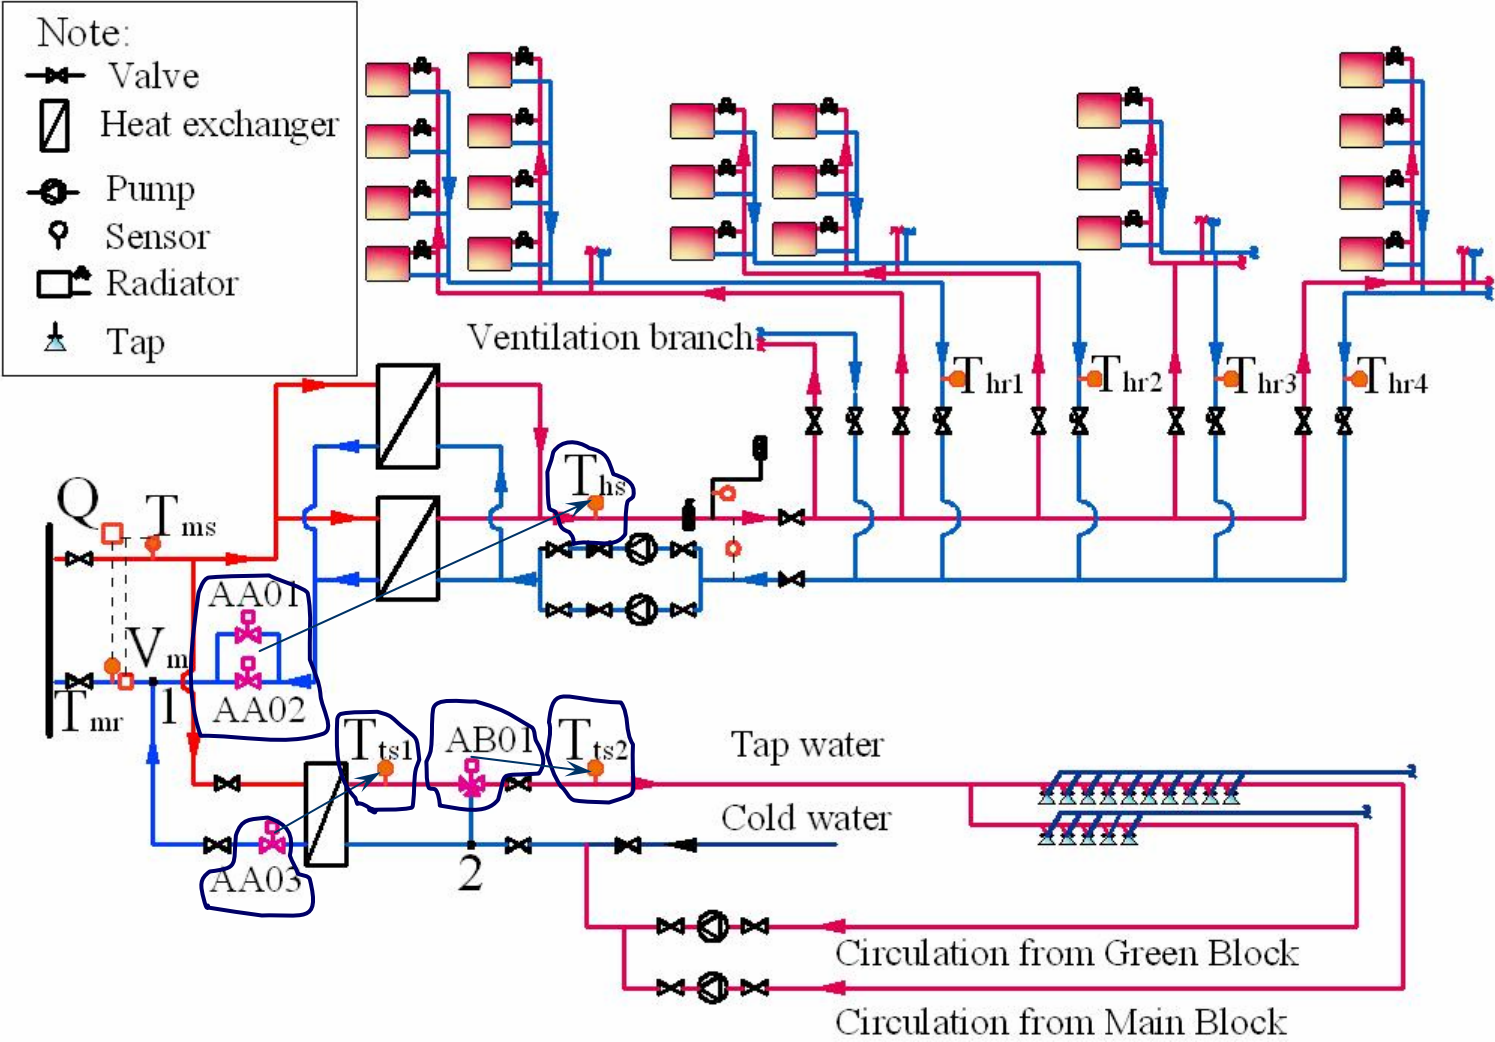 Note:
Valve
Heat exchanger
Pump
Sensor
Radiator
Tap
Ventilation branch
Thr1
Thr2
Thr3
Thr4
Ths
Q
Tms
AA01
Vm
Tmr
1
AA02
Tts1
AB01
Tts2
Tap water
Cold water
2
AA03
Circulation from Green Block
Circulation from Main Block